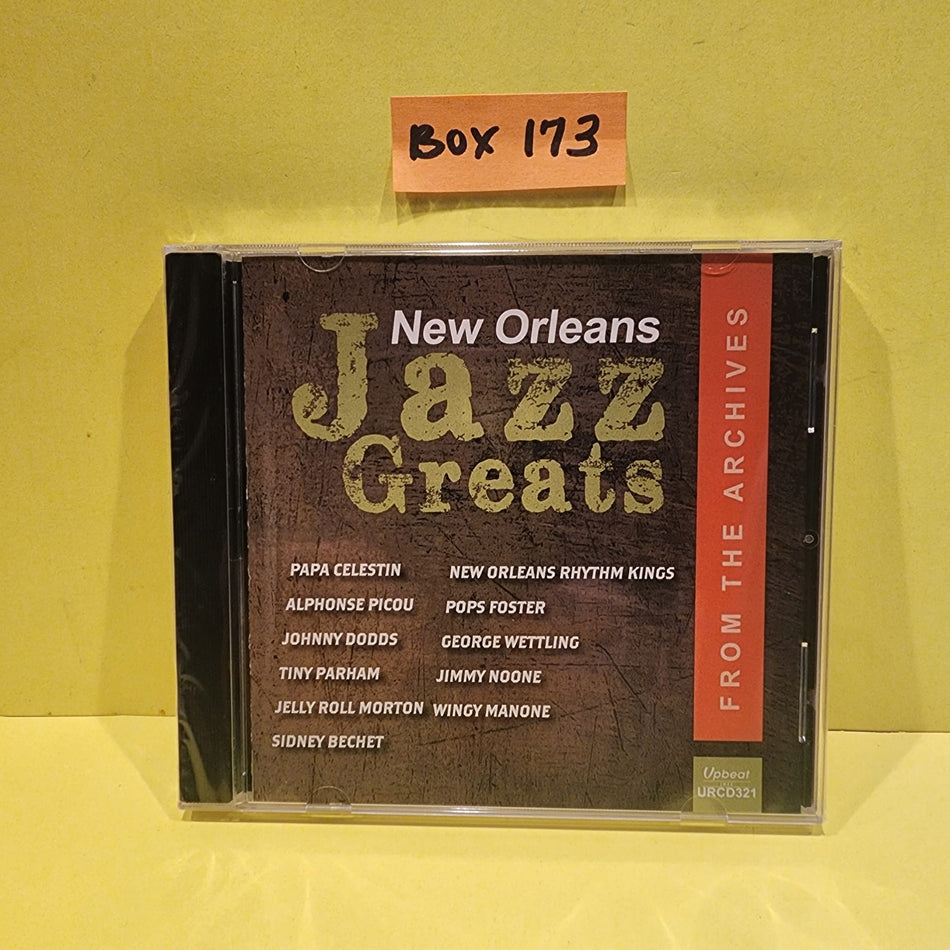 BOX 173
New Orleans
Jazz
Greats
PAPA CELESTIN
ALPHONSE PICOU
JOHNNY DODDS
TINY PARHAM
JELLY ROLL MORTON
SIDNEY BECHET
NEW ORLEANS RHYTHM KINGS
POPS FOSTER
GEORGE WETTLING
JIMMY NOONE
WINGY MANONE
FROM THE ARCHIVES
Upbeat
URCD321